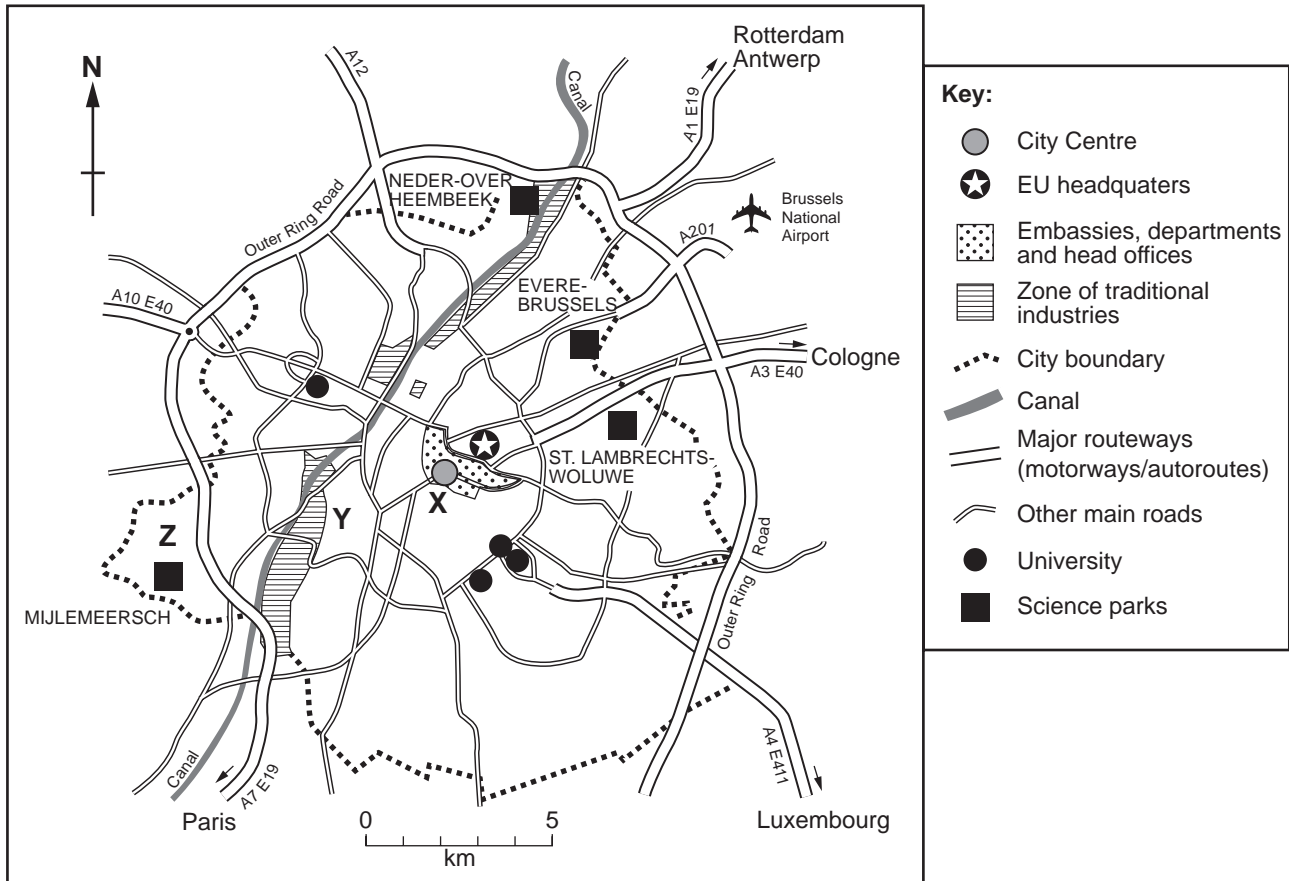 Rotterdam
Antwerp
N
A12
Canal
A1 E19
NEDER-OVER
HEEMBEEK
Outer Ring Road
Brussels
National
Airport
A201
A10 E40
EVERE-
BRUSSELS
Cologne
A3 E40
ST. LAMBRECHTS-
WOLUWE
X
Y
Z
MIJLEMEERSCH
Outer Ring Road
Canal
A7 E19
A4 E411
Paris
0 5
km
Luxembourg
Key:
City Centre
EU headquaters
Embassies, departments
and head offices
Zone of traditional
industries
City boundary
Canal
Major routeways
(motorways/autoroutes)
Other main roads
University
Science parks